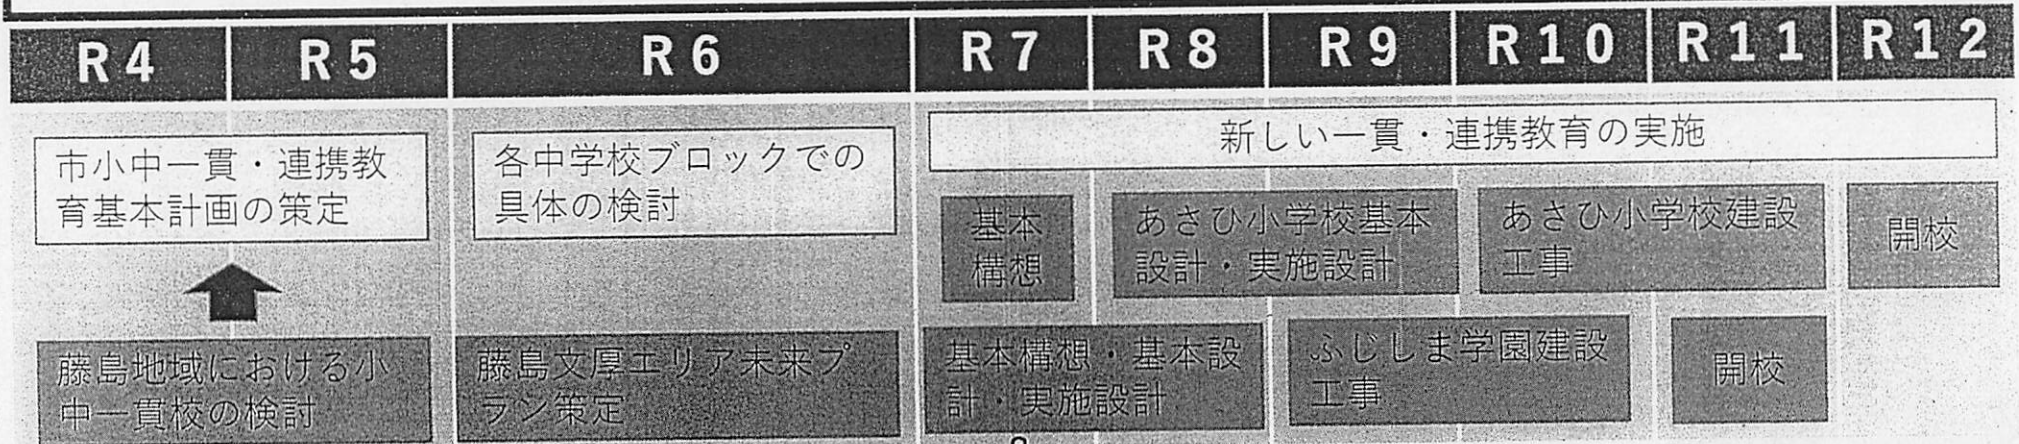 R4 R5 R6 R7 R8 R9 R10 R11 R12
市小中一貫・連携教
育基本計画の策定
各中学校ブロックでの
具体の検討
新しい一貫・連携教育の実施
基本
構想
あさひ小学校基本
設計・実施設計
あさひ小学校建設
工事
開校
藤島地域における小
中一貫校の検討
藤島文厚エリア未来プ
ラン策定
基本構想・基本設
計・実施設計
ふじしま学園建設
工事
開校